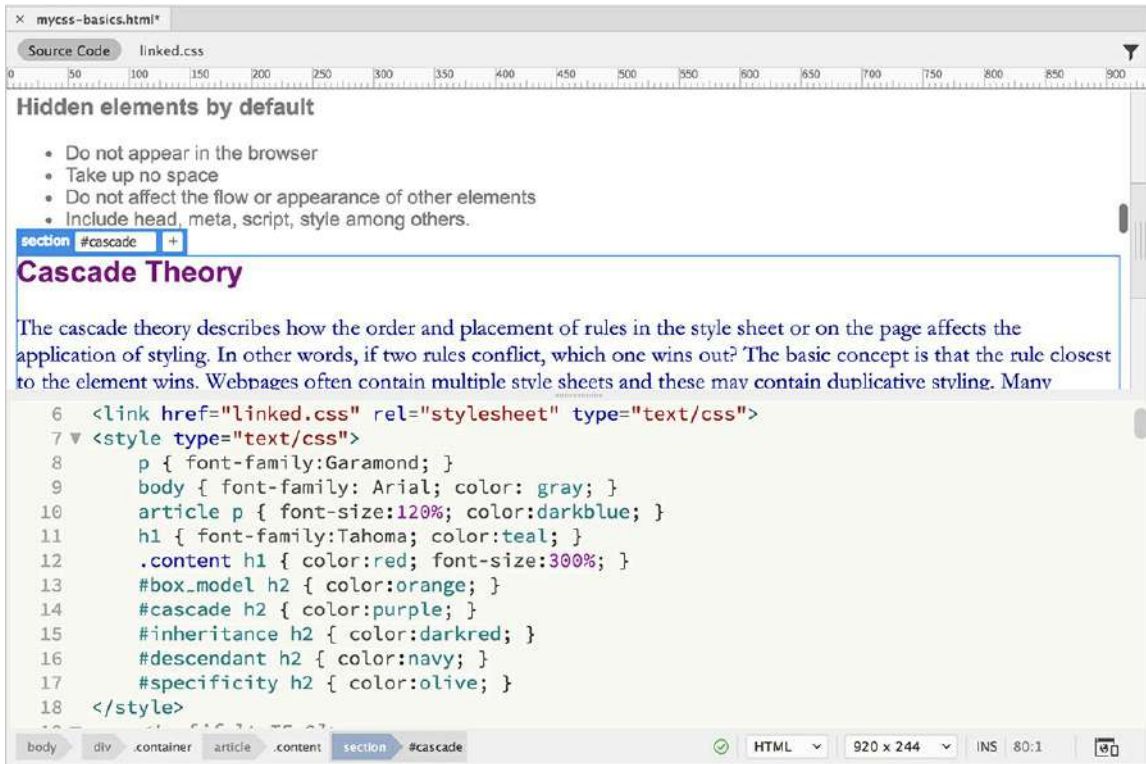 × mycss-basics.html*
Source Code linked.css
0 50 100 150 200 250 300 350 400 450 500 550 600 650 700 750 800 850 900
Hidden elements by default
• Do not appear in the browser
• Take up no space
• Do not affect the flow or appearance of other elements
• Include head, meta, script, style among others.
section #cascade +
Cascade Theory
The cascade theory describes how the order and placement of rules in the style sheet or on the page affects the
application of styling. In other words, if two rules conflict, which one wins out? The basic concept is that the rule closest
to the element wins. Webpages often contain multiple style sheets and these may contain duplicative styling. Many
6 <link href="linked.css" rel="stylesheet" type="text/css">
7 ▼ <style type="text/css">
8 p { font-family:Garamond; }
9 body { font-family: Arial; color: gray; }
10 article p { font-size:120%; color:darkblue; }
11 h1 { font-family:Tahoma; color:teal; }
12 .content h1 { color:red; font-size:300%; }
13 #box_model h2 { color:orange; }
14 #cascade h2 { color:purple; }
15 #inheritance h2 { color:darkred; }
16 #descendant h2 { color:navy; }
17 #specificity h2 { color:olive; }
18 </style>
body div .container article .content section #cascade HTML 920 x 244 INS 80:1